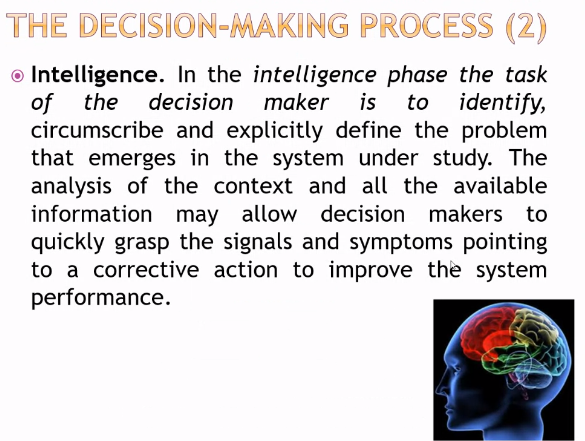 THE DECISION-MAKING PROCESS (2)
Intelligence. In the intelligence phase the task
of the decision maker is to identify,
circumscribe and explicitly define the problem
that emerges in the system under study. The
analysis of the context and all the available
information may allow decision makers to
quickly grasp the signals and symptoms pointing
to a corrective action to improve the system
performance.